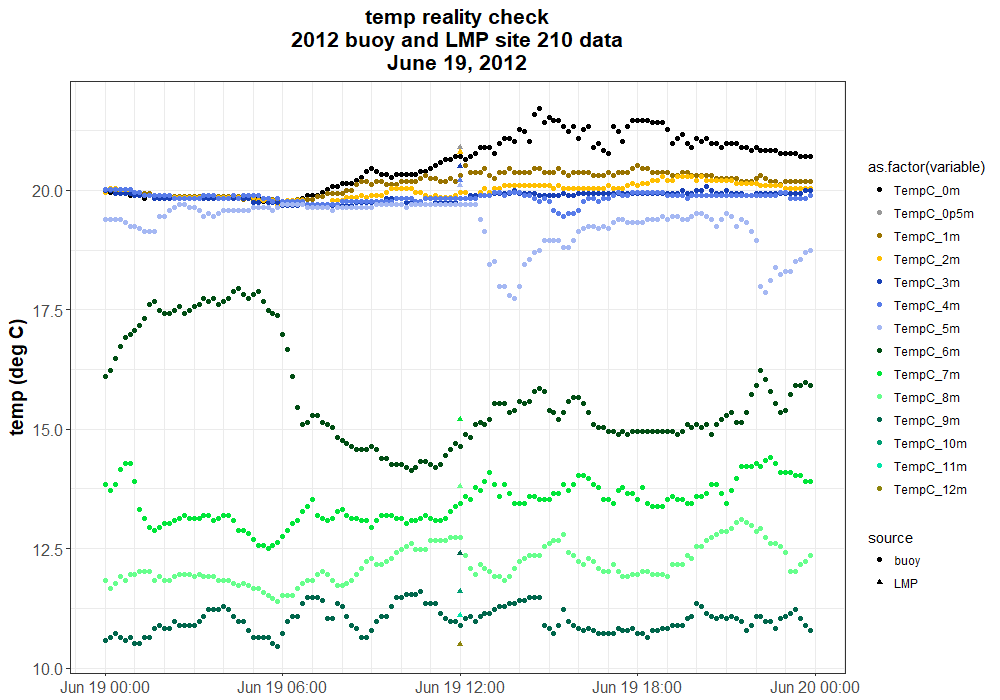 temp reality check
2012 buoy and LMP site 210 data
June 19, 2012
temp (deg C)
20.0
17.5
15.0
12.5
10.0
Jun 19 00:00
Jun 19 06:00
Jun 19 12:00
Jun 19 18:00
Jun 20 00:00
as.factor(variable)
TempC_0m
TempC_0p5m
TempC_1m
TempC_2m
TempC_3m
TempC_4m
TempC_5m
TempC_6m
TempC_7m
TempC_8m
TempC_9m
TempC_10m
TempC_11m
TempC_12m
source
buoy
LMP